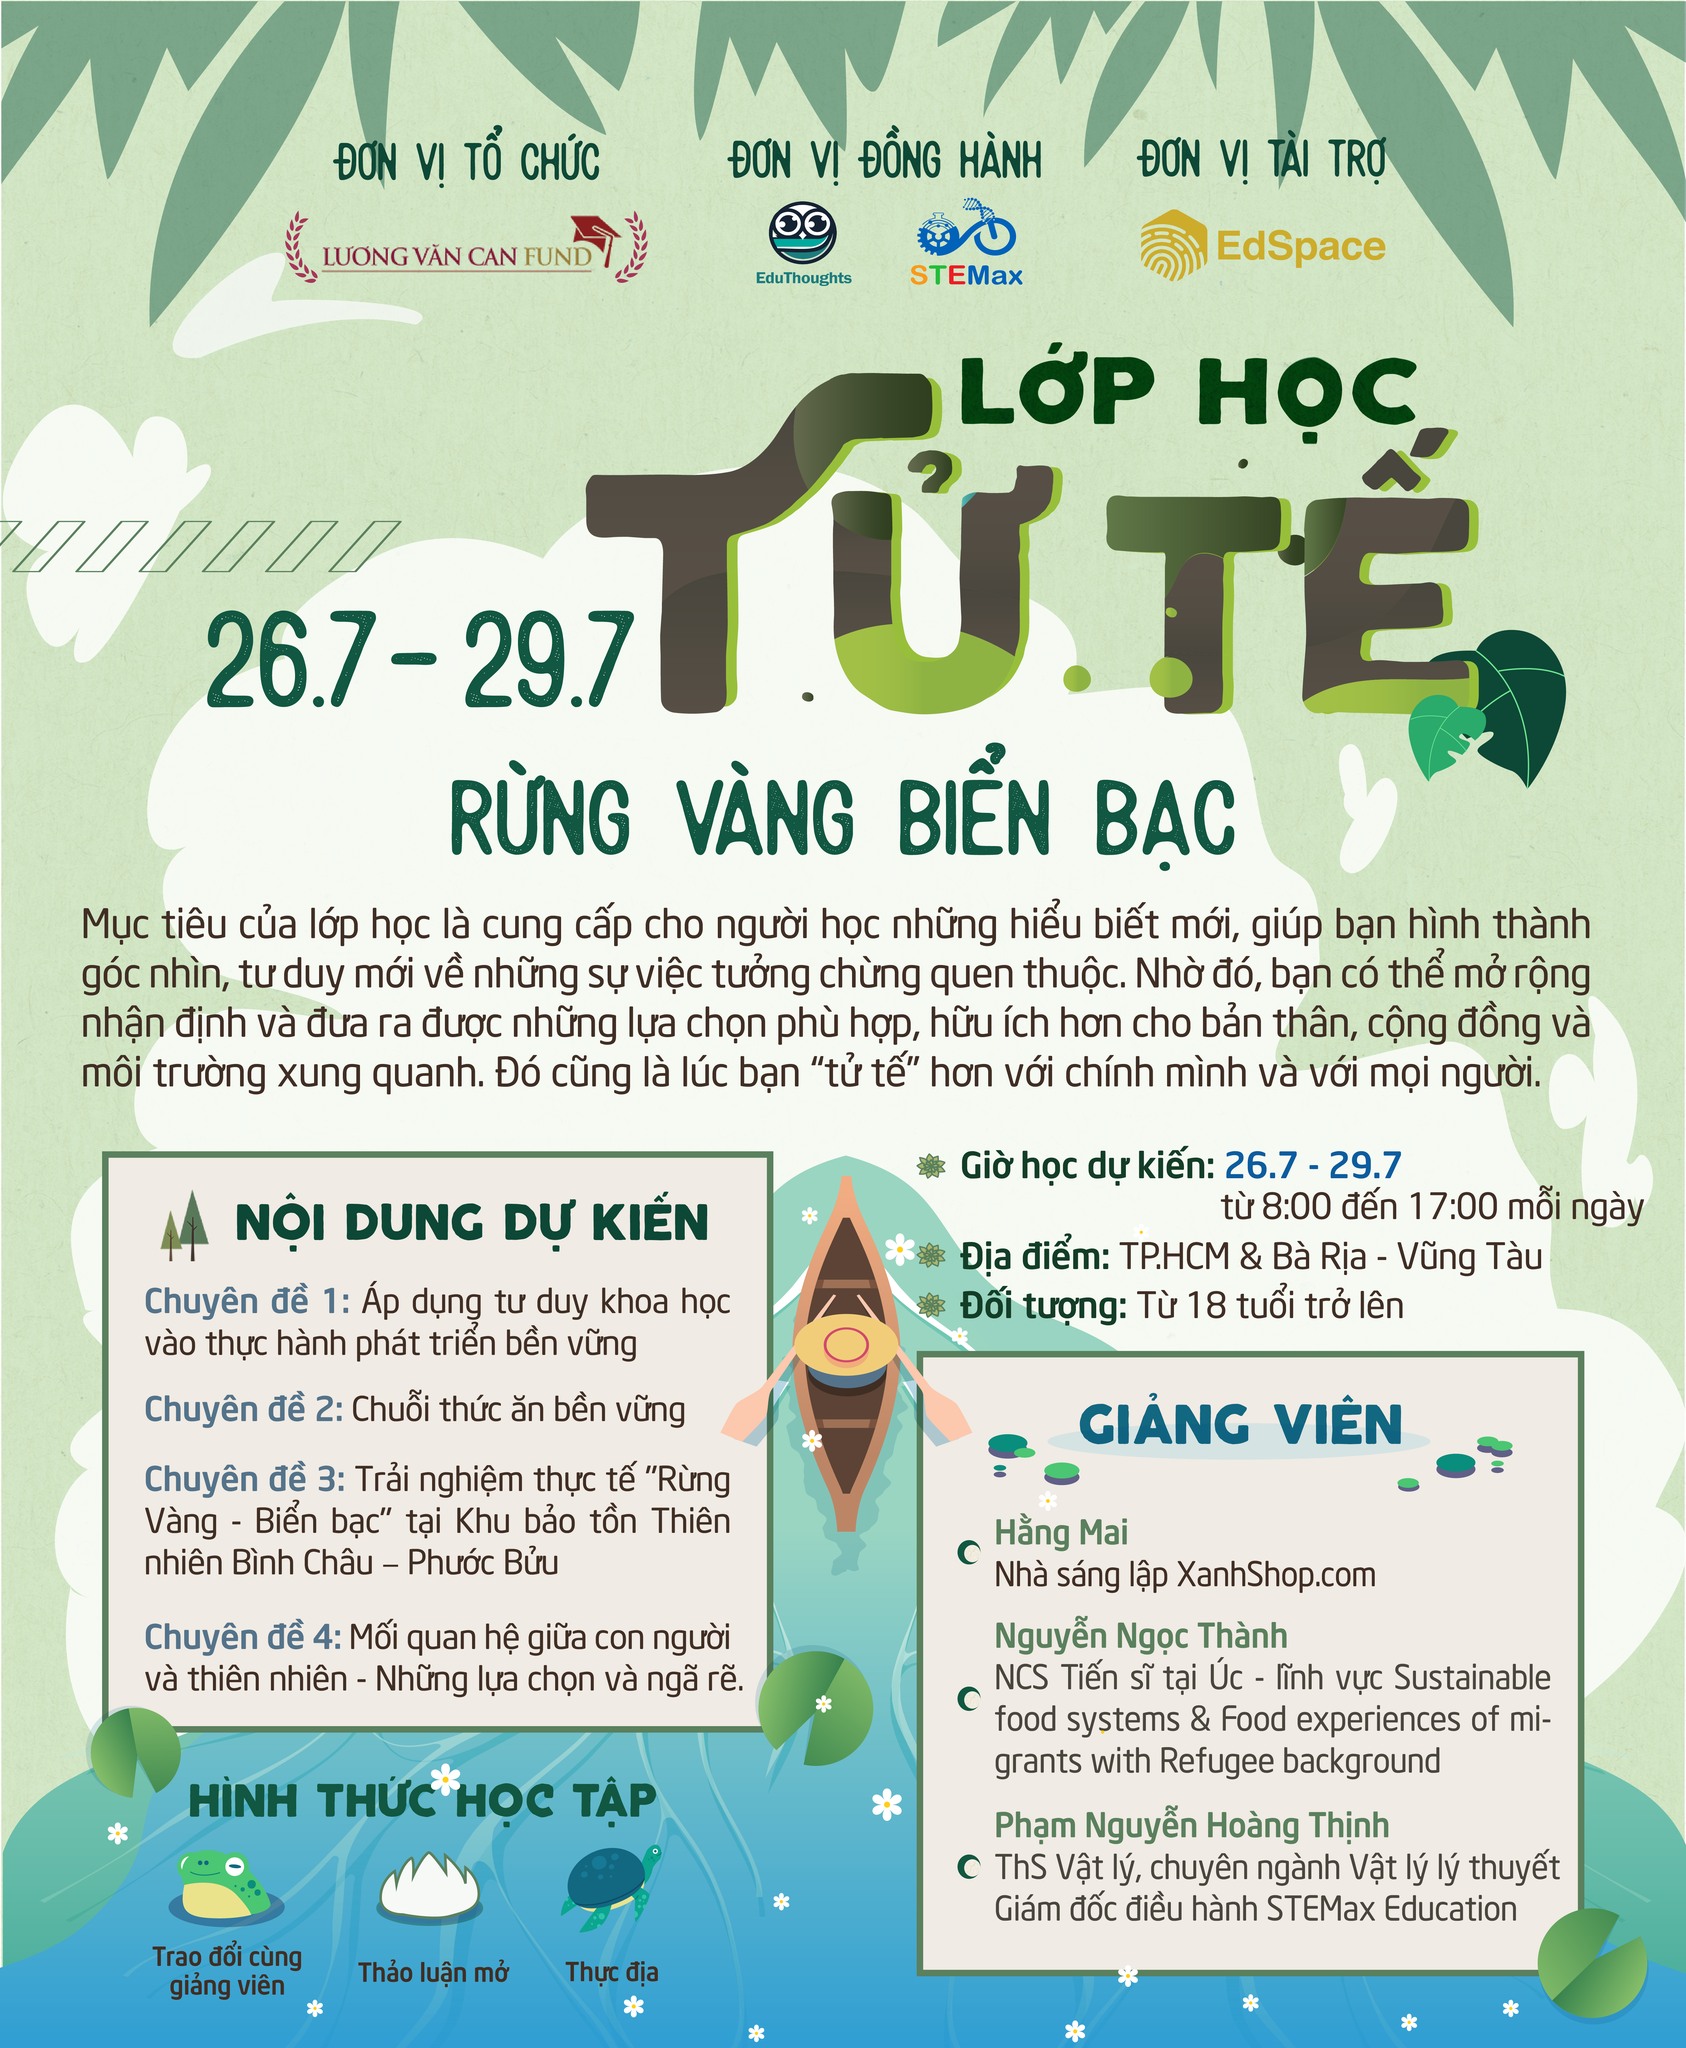 ĐƠN VỊ TỔ CHỨC
LƯƠNG VĂN CAN FUND
ĐƠN VỊ ĐỒNG HÀNH
EduThoughts
STEMax
ĐƠN VỊ TÀI TRỢ
EdSpace
LỚP HỌC
TỬ TẾ
26.7 - 29.7
RỪNG VÀNG BIỂN BẠC
Mục tiêu của lớp học là cung cấp cho người học những hiểu biết mới, giúp bạn hình thành
góc nhìn, tư duy mới về những sự việc tưởng chừng quen thuộc. Nhờ đó, bạn có thể mở rộng
nhận định và đưa ra được những lựa chọn phù hợp, hữu ích hơn cho bản thân, cộng đồng và
môi trường xung quanh. Đó cũng là lúc bạn “tử tế” hơn với chính mình và với mọi người.
NỘI DUNG DỰ KIẾN
Chuyên đề 1: Áp dụng tư duy khoa học
vào thực hành phát triển bền vững
Chuyên đề 2: Chuỗi thức ăn bền vững
Chuyên đề 3: Trải nghiệm thực tế "Rừng
Vàng - Biển bạc" tại Khu bảo tồn Thiên
nhiên Bình Châu – Phước Bửu
Chuyên đề 4: Mối quan hệ giữa con người
và thiên nhiên - Những lựa chọn và ngã rẽ.
Giờ học dự kiến: 26.7 - 29.7
từ 8:00 đến 17:00 mỗi ngày
Địa điểm: TP.HCM & Bà Rịa - Vũng Tàu
Đối tượng: Từ 18 tuổi trở lên
GIẢNG VIÊN
Hằng Mai
Nhà sáng lập XanhShop.com
Nguyễn Ngọc Thành
NCS Tiến sĩ tại Úc - lĩnh vực Sustainable
food systems & Food experiences of mi-
grants with Refugee background
Phạm Nguyễn Hoàng Thịnh
ThS Vật lý, chuyên ngành Vật lý lý thuyết
Giám đốc điều hành STEMax Education
HÌNH THỨC HỌC TẬP
Trao đổi cùng
giảng viên
Thảo luận mở
Thực địa